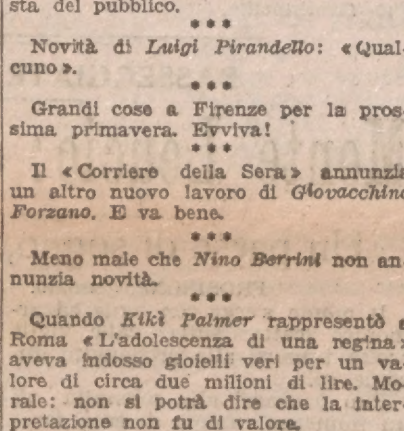 sta del pubblico.
***
Novità di Luigi Pirandello: «Qual-
cuno».
***
Grandi cose a Firenze per la pros-
sima primavera. Evviva!
***
Il «Corriere della Sera» annunzia
un altro nuovo lavoro di Giovacchino
Forzano. E va bene.
***
Meno male che Nino Berrini non an-
nunzia novità.
***
Quando Kikì Palmer rappresentò a
Roma «L'adolescenza di una regina»
aveva indosso gioielli veri per un va-
lore di circa due milioni di lire. Mo-
rale: non si potrà dire che la inter-
pretazione non fu di valore.